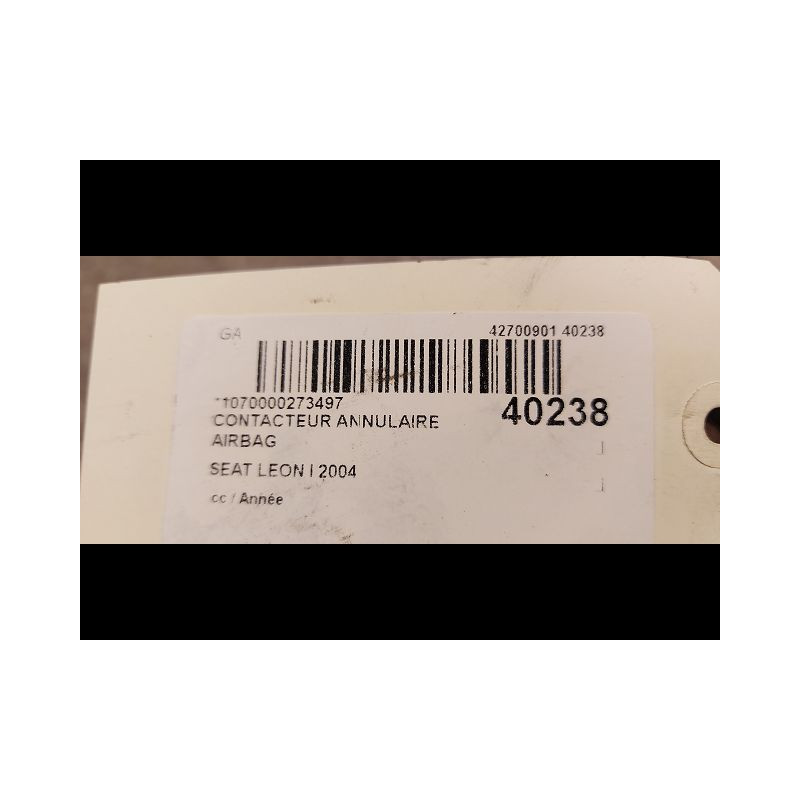 GA 42700901 40238
*1070000273497
CONTACTEUR ANNULAIRE 40238
AIRBAG
SEAT LEON I 2004
cc / Année